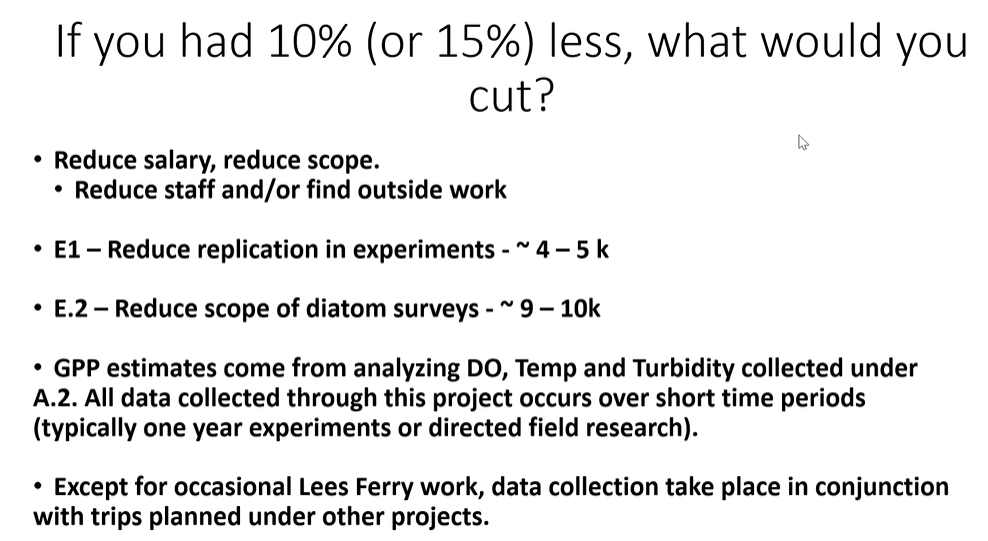 If you had 10% (or 15%) less, what would you
cut?
• Reduce salary, reduce scope.
• Reduce staff and/or find outside work
• E1 – Reduce replication in experiments - ~ 4 – 5 k
• E.2 – Reduce scope of diatom surveys - ~ 9 – 10k
• GPP estimates come from analyzing DO, Temp and Turbidity collected under
A.2. All data collected through this project occurs over short time periods
(typically one year experiments or directed field research).
• Except for occasional Lees Ferry work, data collection take place in conjunction
with trips planned under other projects.